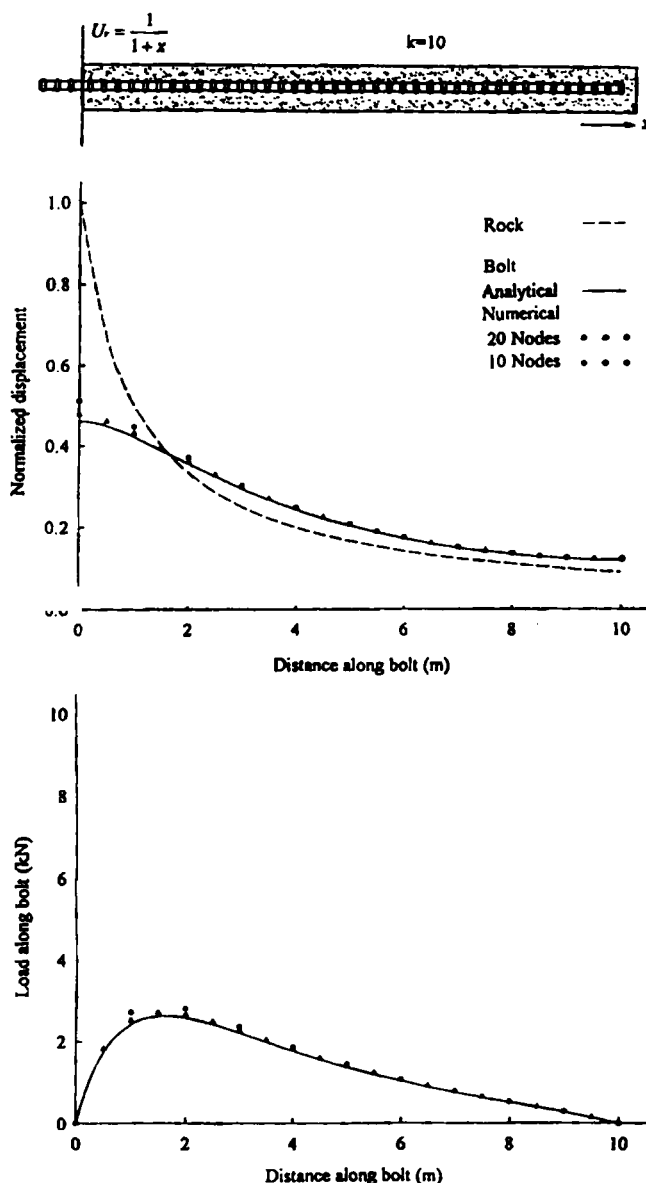 U_r = 1 / (1 + x)
k=10
x
Normalized displacement
1.0
0.8
0.6
0.4
0.2
0.0
0 2 4 6 8 10
Distance along bolt (m)
Rock
Bolt
Analytical
Numerical
20 Nodes
10 Nodes
Load along bolt (kN)
10
8
6
4
2
0
0 2 4 6 8 10
Distance along bolt (m)